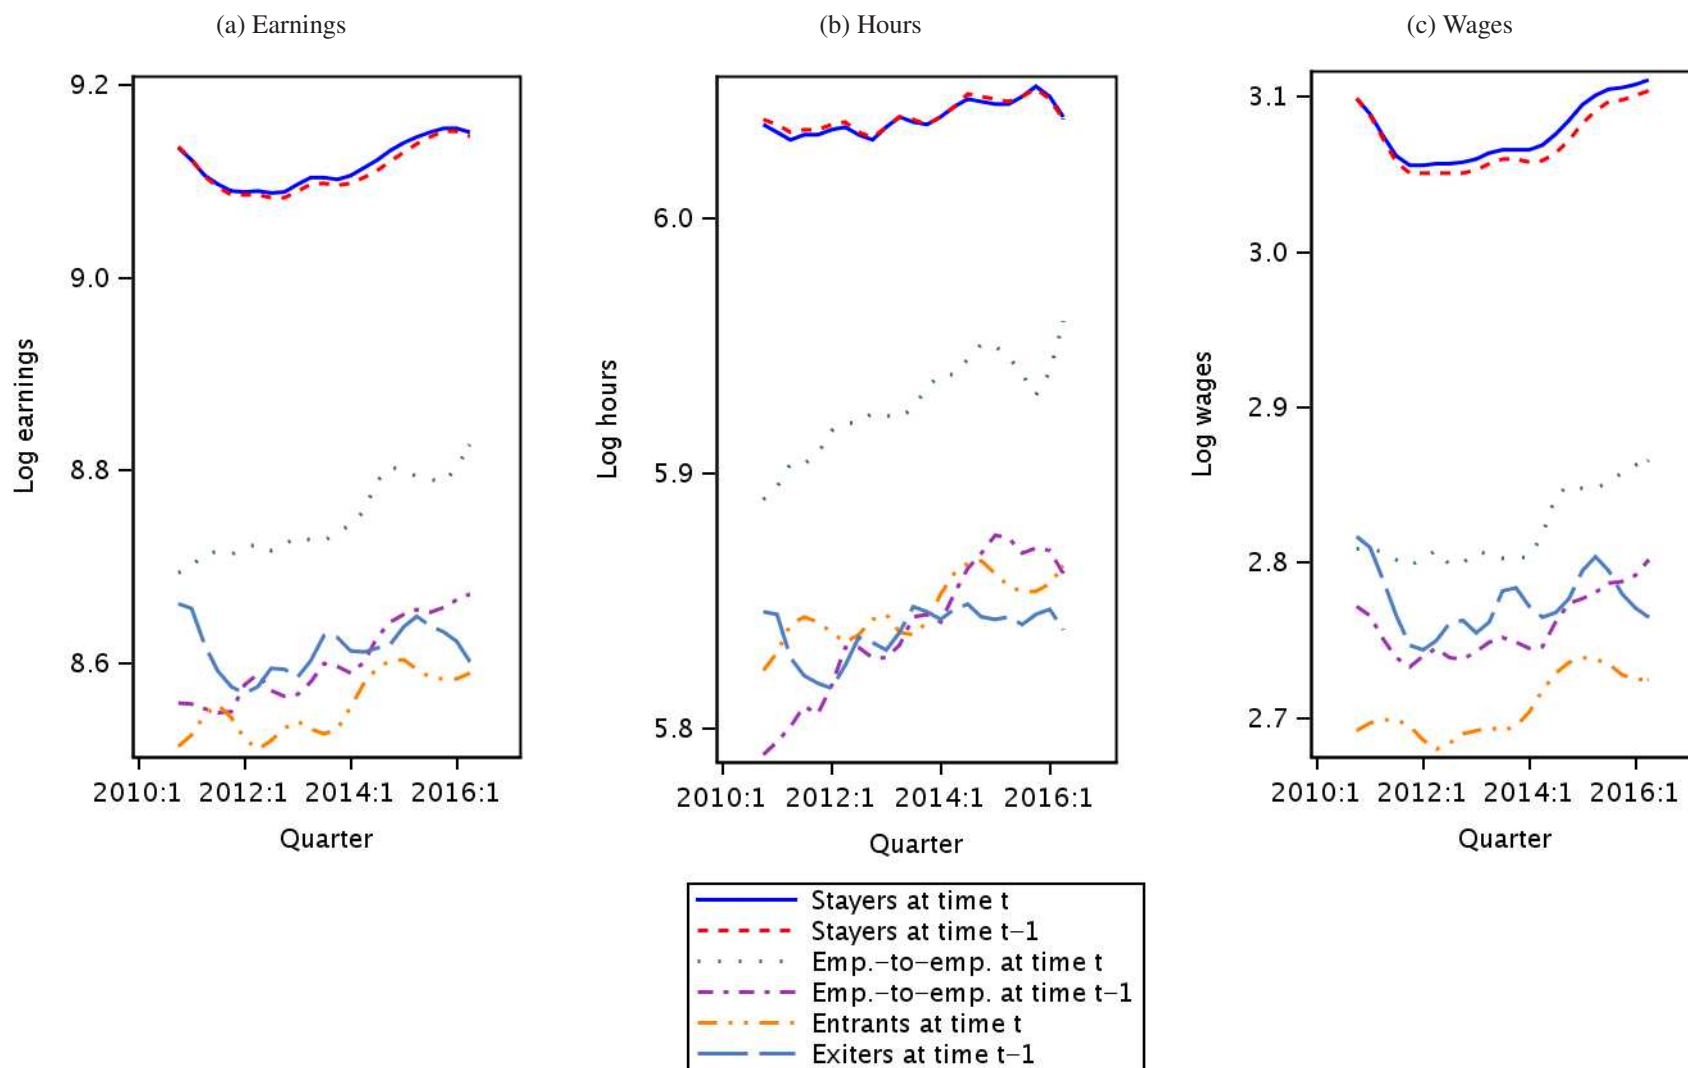 (a) Earnings
(b) Hours
(c) Wages
9.2
9.0
8.8
8.6
Log earnings
2010:1 2012:1 2014:1 2016:1
Quarter
6.0
5.9
5.8
Log hours
2010:1 2012:1 2014:1 2016:1
Quarter
3.1
3.0
2.9
2.8
2.7
Log wages
2010:1 2012:1 2014:1 2016:1
Quarter
Stayers at time t
Stayers at time t−1
Emp.−to−emp. at time t
Emp.−to−emp. at time t−1
Entrants at time t
Exiters at time t−1